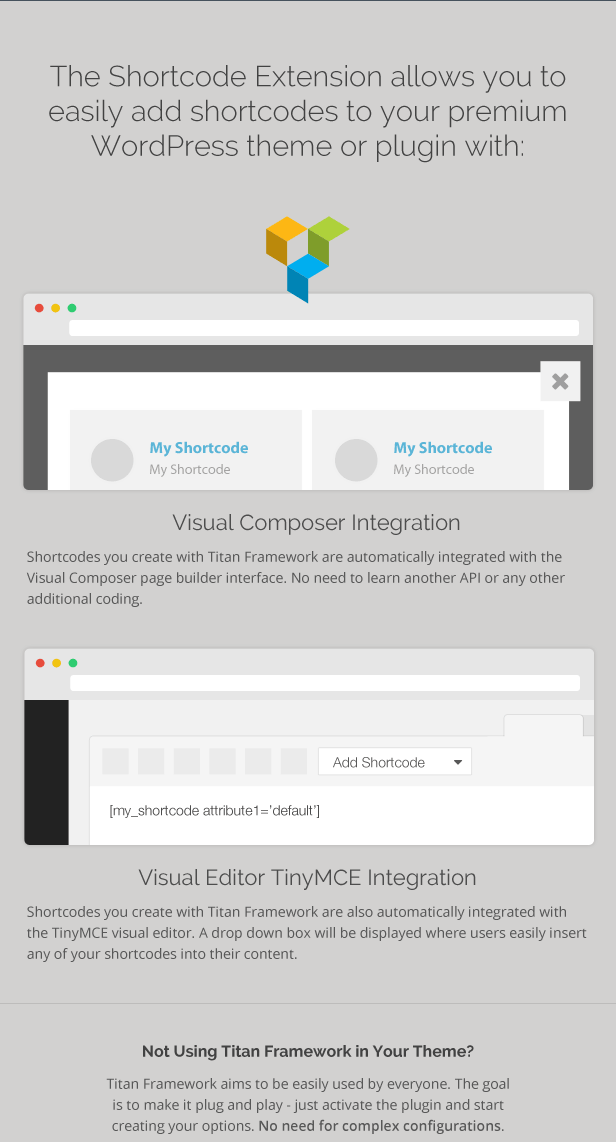 The Shortcode Extension allows you to
easily add shortcodes to your premium
WordPress theme or plugin with:
My Shortcode
My Shortcode
My Shortcode
My Shortcode
Visual Composer Integration
Shortcodes you create with Titan Framework are automatically integrated with the
Visual Composer page builder interface. No need to learn another API or any other
additional coding.
Add Shortcode
[my_shortcode attribute1='default']
Visual Editor TinyMCE Integration
Shortcodes you create with Titan Framework are also automatically integrated with
the TinyMCE visual editor. A drop down box will be displayed where users easily insert
any of your shortcodes into their content.
Not Using Titan Framework in Your Theme?
Titan Framework aims to be easily used by everyone. The goal
is to make it plug and play - just activate the plugin and start
creating your options. No need for complex configurations.